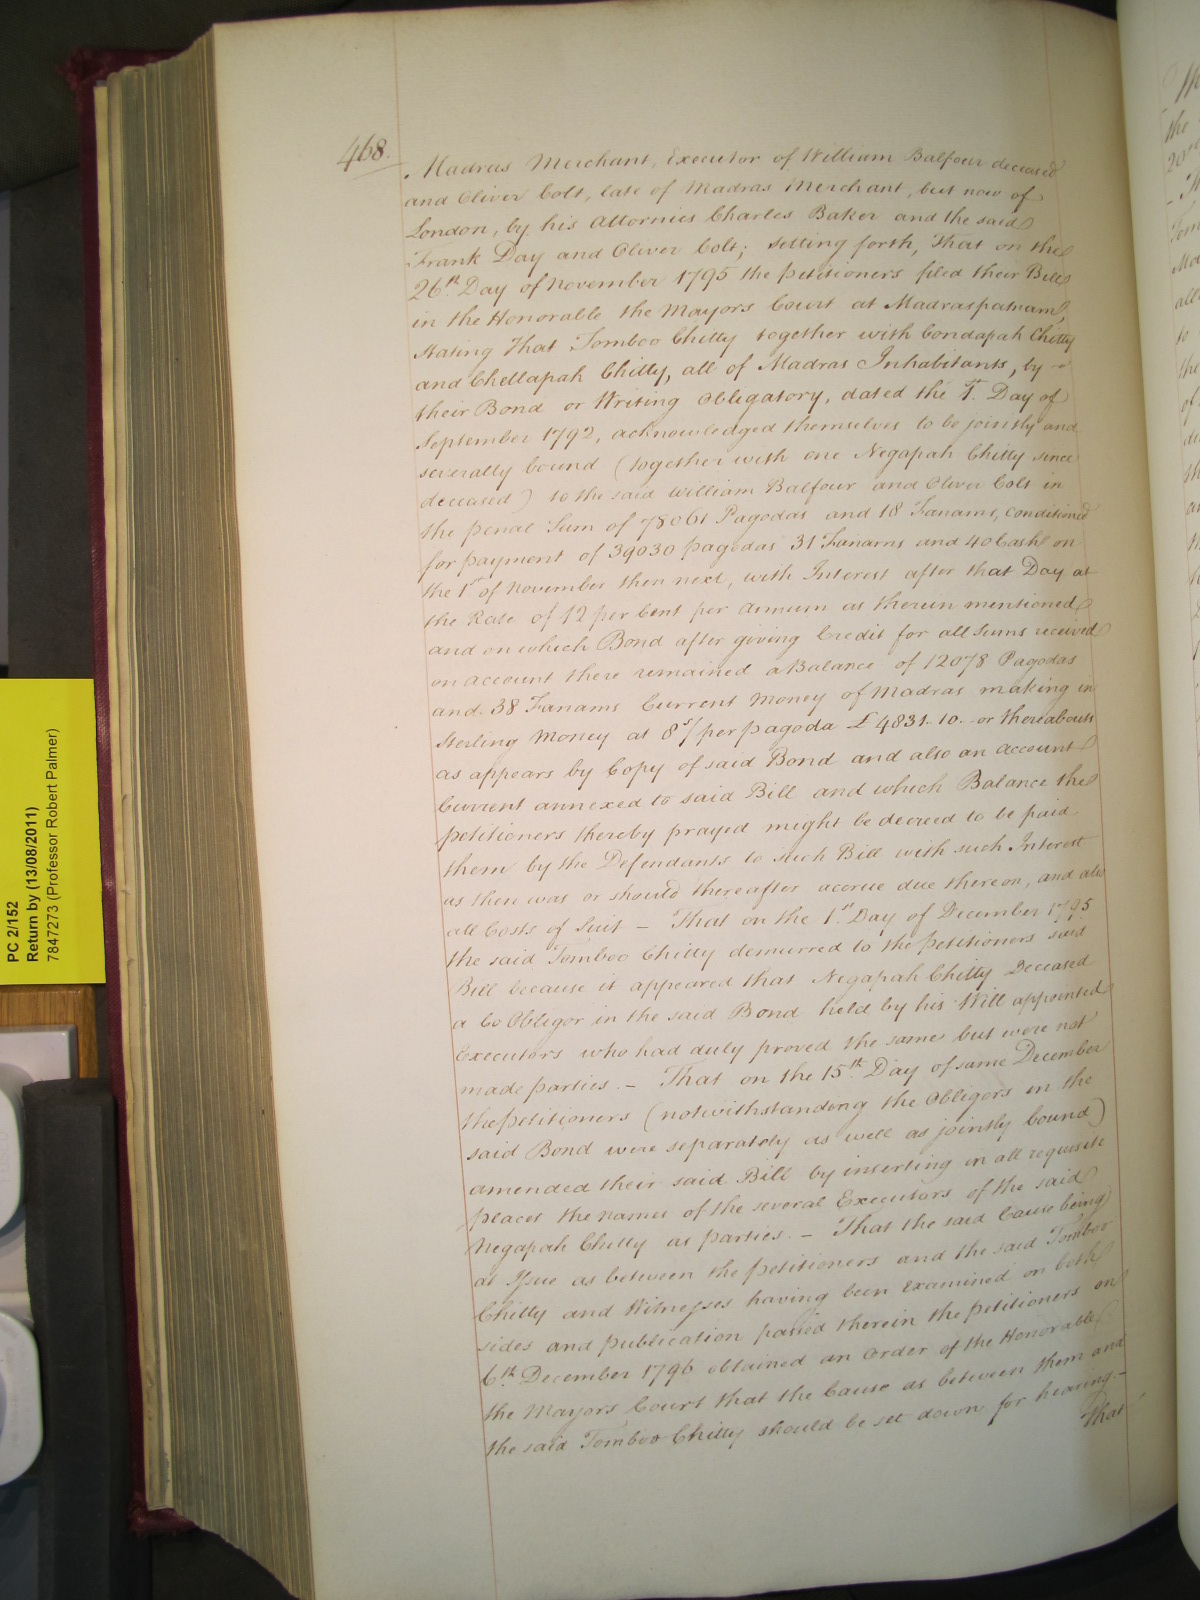 468.
Madras Merchant, Executor of William Balfour deceased
and Oliver Colt, late of Madras Merchant, but now of
London, by his Attornies Charles Baker and the said
Frank Day and Oliver Colt; setting forth, That on the
26th. Day of November 1795 the petitioners filed their Bill
in the Honorable the Mayors Court at Madraspatnam,
stating That Tomboo Chitty together with Condapah Chitty
and Chellapah Chitty, all of Madras Inhabitants, by
their Bond or Writing Obligatory, dated the 1st. Day of
September 1792, acknowledged themselves to be jointly and
severally bound (together with one Negapah Chitty since
deceased) to the said William Balfour and Oliver Colt in
the penal Sum of 78061 Pagodas and 18 Fanams, conditioned
for payment of 39030 pagodas 31 Fanams and 40 Cash on
the 1st of November then next, with Interest after that Day at
the Rate of 12 per Cent per Annum as therein mentioned
and on which Bond after giving Credit for all Sums received
on account there remained a Balance of 12078 Pagodas
and 38 Fanams Current Money of Madras making in
Sterling Money at 8s/ per pagoda £4831. 10. - or thereabouts
as appears by Copy of said Bond and also an account
Current annexed to said Bill and which Balance the
petitioners thereby prayed might be decreed to be paid
them by the Defendants to such Bill with such Interest
as there was or should thereafter accrue due thereon, and also
all Costs of Suit - That on the 1st Day of December 1795
the said Tomboo Chitty demurred to the petitioners said
Bill because it appeared that Negapah Chitty Deceased
a Co Obligor in the said Bond held by his Will appointed
Executors who had duly proved the same but were not
made parties. - That on the 15th. Day of same December
the petitioners (notwithstanding the Obligors in the
said Bond were separately as well as jointly bound)
amended their said Bill by inserting in all requisite
places the names of the several Executors of the said
Negapah Chitty as parties. - That the said Cause being
at Issue as between the petitioners and the said Tomboo
Chitty and Witnesses having been Examined on both
sides and publication passed therein the petitioners on
6th. December 1796 obtained an Order of the Honorable
the Mayors Court that the Cause as between them and
the said Tomboo Chitty should be set down for hearing. -
That
PC 2/152
Return by (13/08/2011)
7847273 (Professor Robert Palmer)